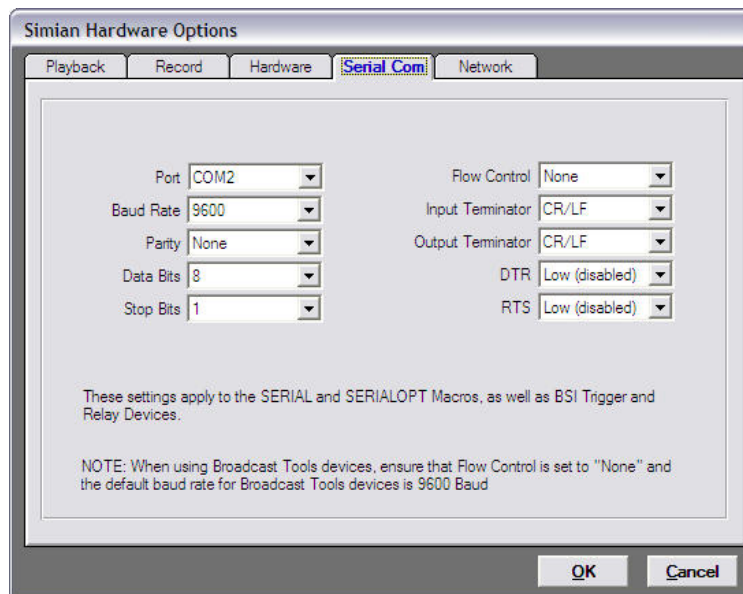 Simian Hardware Options
Playback Record Hardware Serial Com Network
Port COM2 Flow Control None
Baud Rate 9600 Input Terminator CR/LF
Parity None Output Terminator CR/LF
Data Bits 8 DTR Low (disabled)
Stop Bits 1 RTS Low (disabled)
These settings apply to the SERIAL and SERIALOPT Macros, as well as BSI Trigger and
Relay Devices.
NOTE: When using Broadcast Tools devices, ensure that Flow Control is set to "None" and
the default baud rate for Broadcast Tools devices is 9600 Baud
OK Cancel